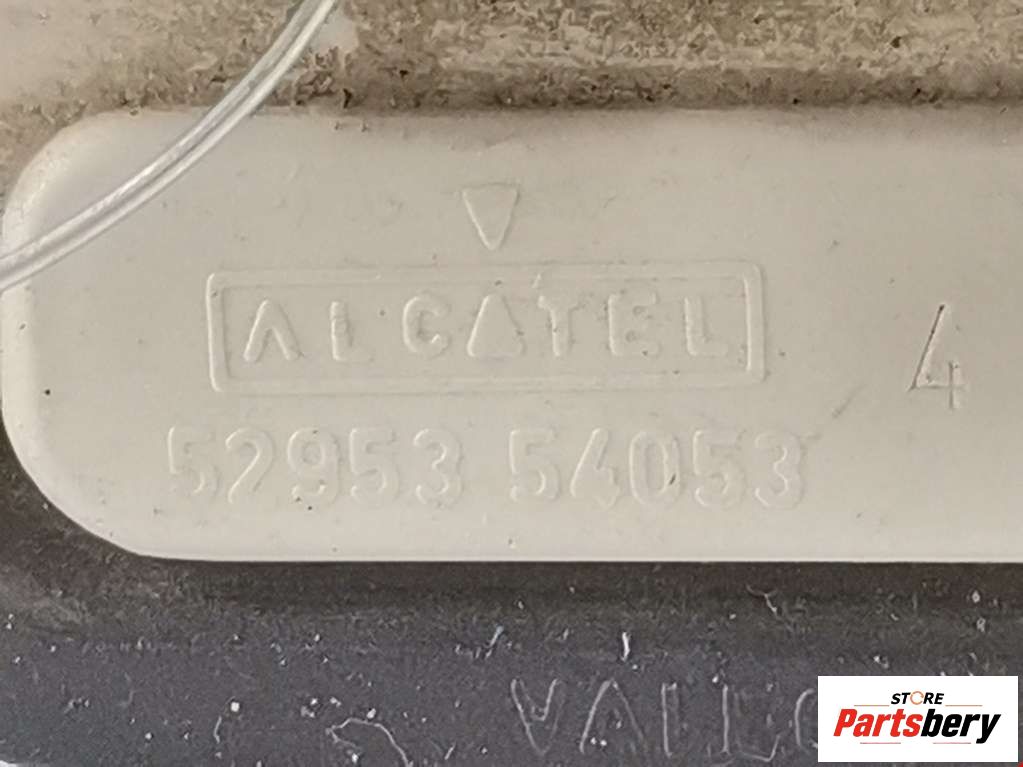 ALCATEL
4
52953 54053
STORE
Partsbery